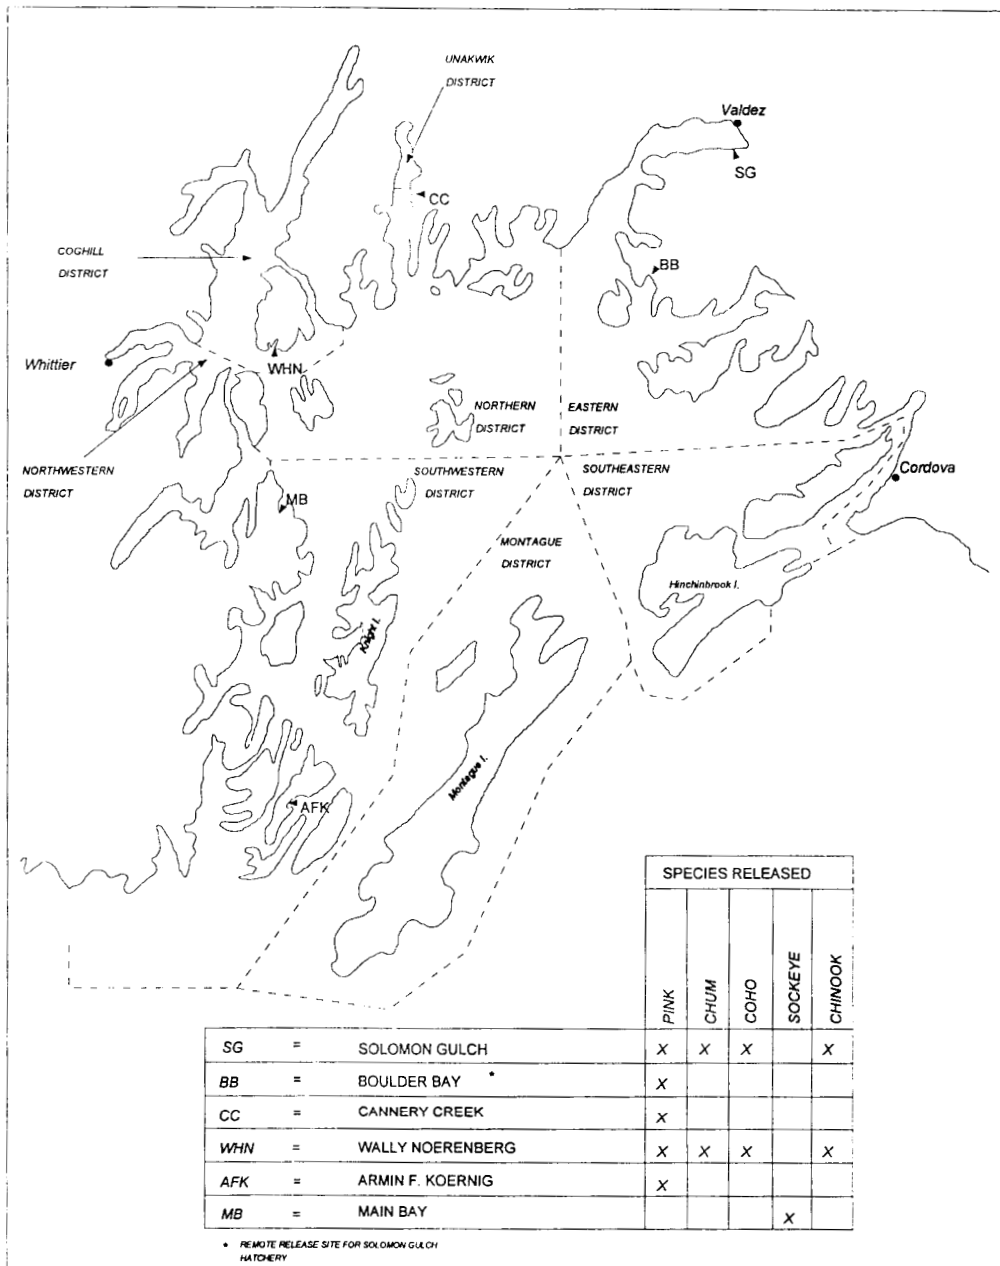 UNAKWIK
DISTRICT
Valdez
SG
CC
COGHILL
DISTRICT
BB
Whittier
WHN
NORTHERN
DISTRICT
EASTERN
DISTRICT
NORTHWESTERN
DISTRICT
SOUTHWESTERN
DISTRICT
SOUTHEASTERN
DISTRICT
Cordova
MB
MONTAGUE
DISTRICT
Hinchinbrook I.
Knight I.
Montague I.
AFK
SPECIES RELEASED
PINK CHUM COHO SOCKEYE CHINOOK
SG = SOLOMON GULCH X X X X
BB = BOULDER BAY * X
CC = CANNERY CREEK X
WHN = WALLY NOERENBERG X X X X
AFK = ARMIN F. KOERNIG X
MB = MAIN BAY X
* REMOTE RELEASE SITE FOR SOLOMON GULCH
HATCHERY